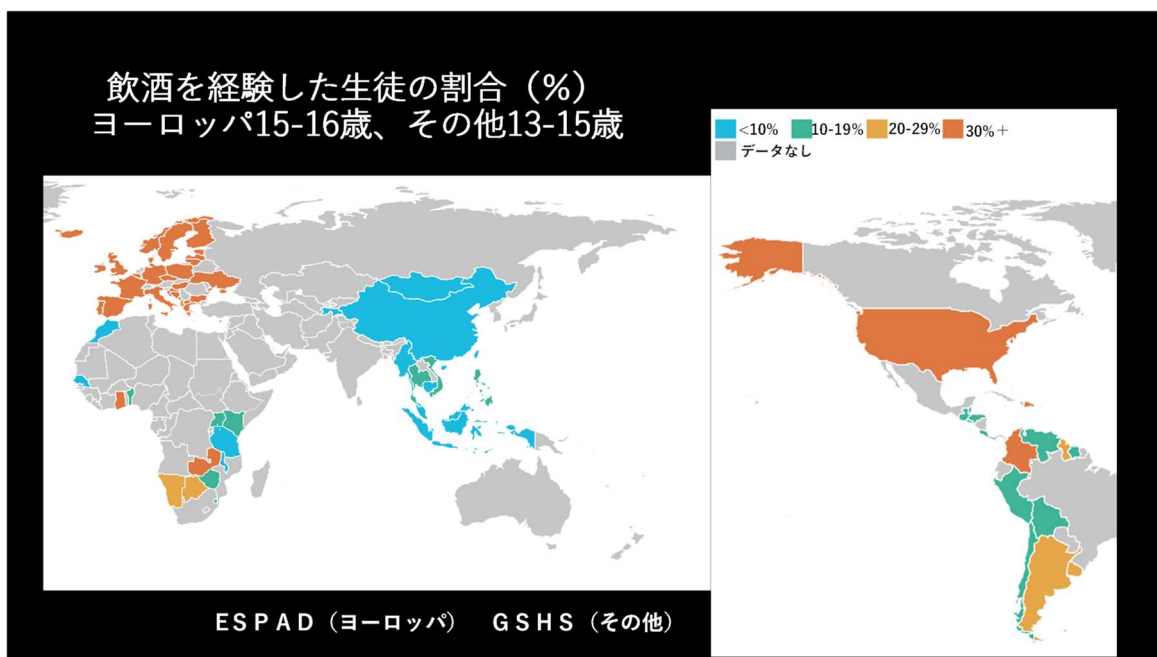 飲酒を経験した生徒の割合（%）
ヨーロッパ15-16歳、その他13-15歳
<10% 10-19% 20-29% 30%＋
データなし
ＥＳＰＡＤ（ヨーロッパ） ＧＳＨＳ（その他）